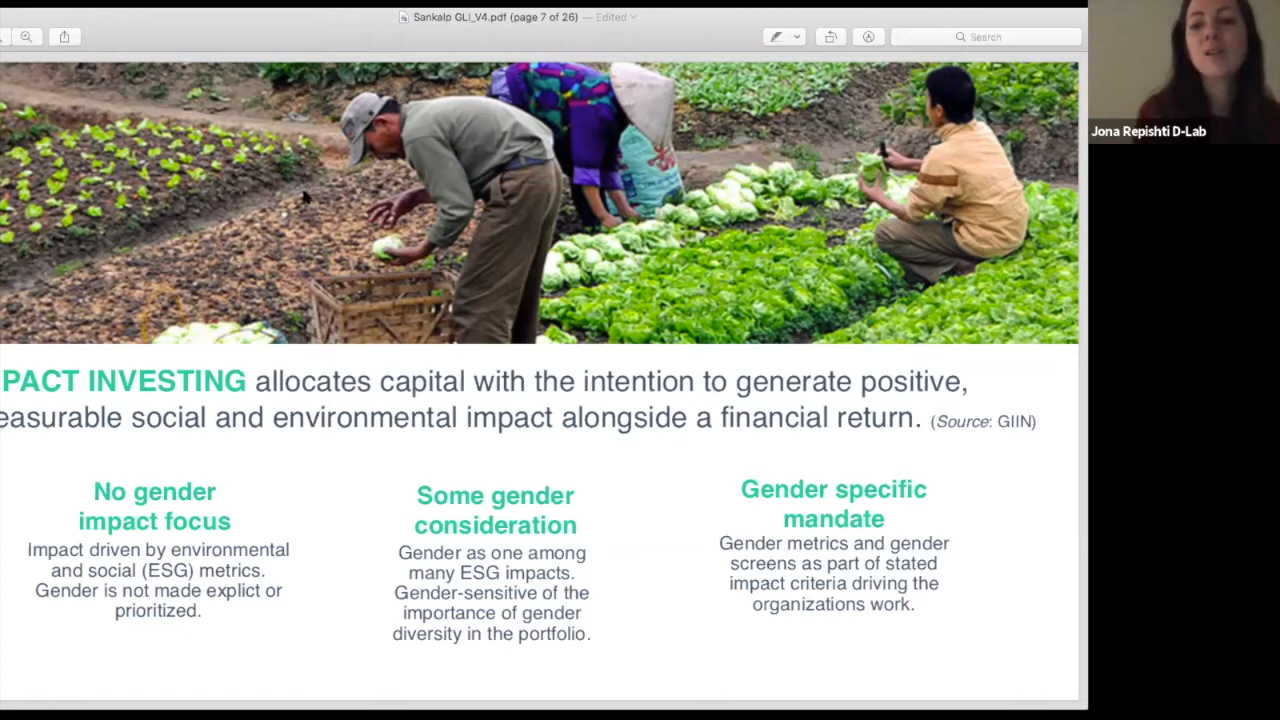 Sankalp GLI_V4.pdf (page 7 of 26) — Edited
Search
Jona Repishti D-Lab
PACT INVESTING allocates capital with the intention to generate positive,
easurable social and environmental impact alongside a financial return. (Source: GIIN)
No gender
impact focus
Impact driven by environmental
and social (ESG) metrics.
Gender is not made explict or
prioritized.
Some gender
consideration
Gender as one among
many ESG impacts.
Gender-sensitive of the
importance of gender
diversity in the portfolio.
Gender specific
mandate
Gender metrics and gender
screens as part of stated
impact criteria driving the
organizations work.